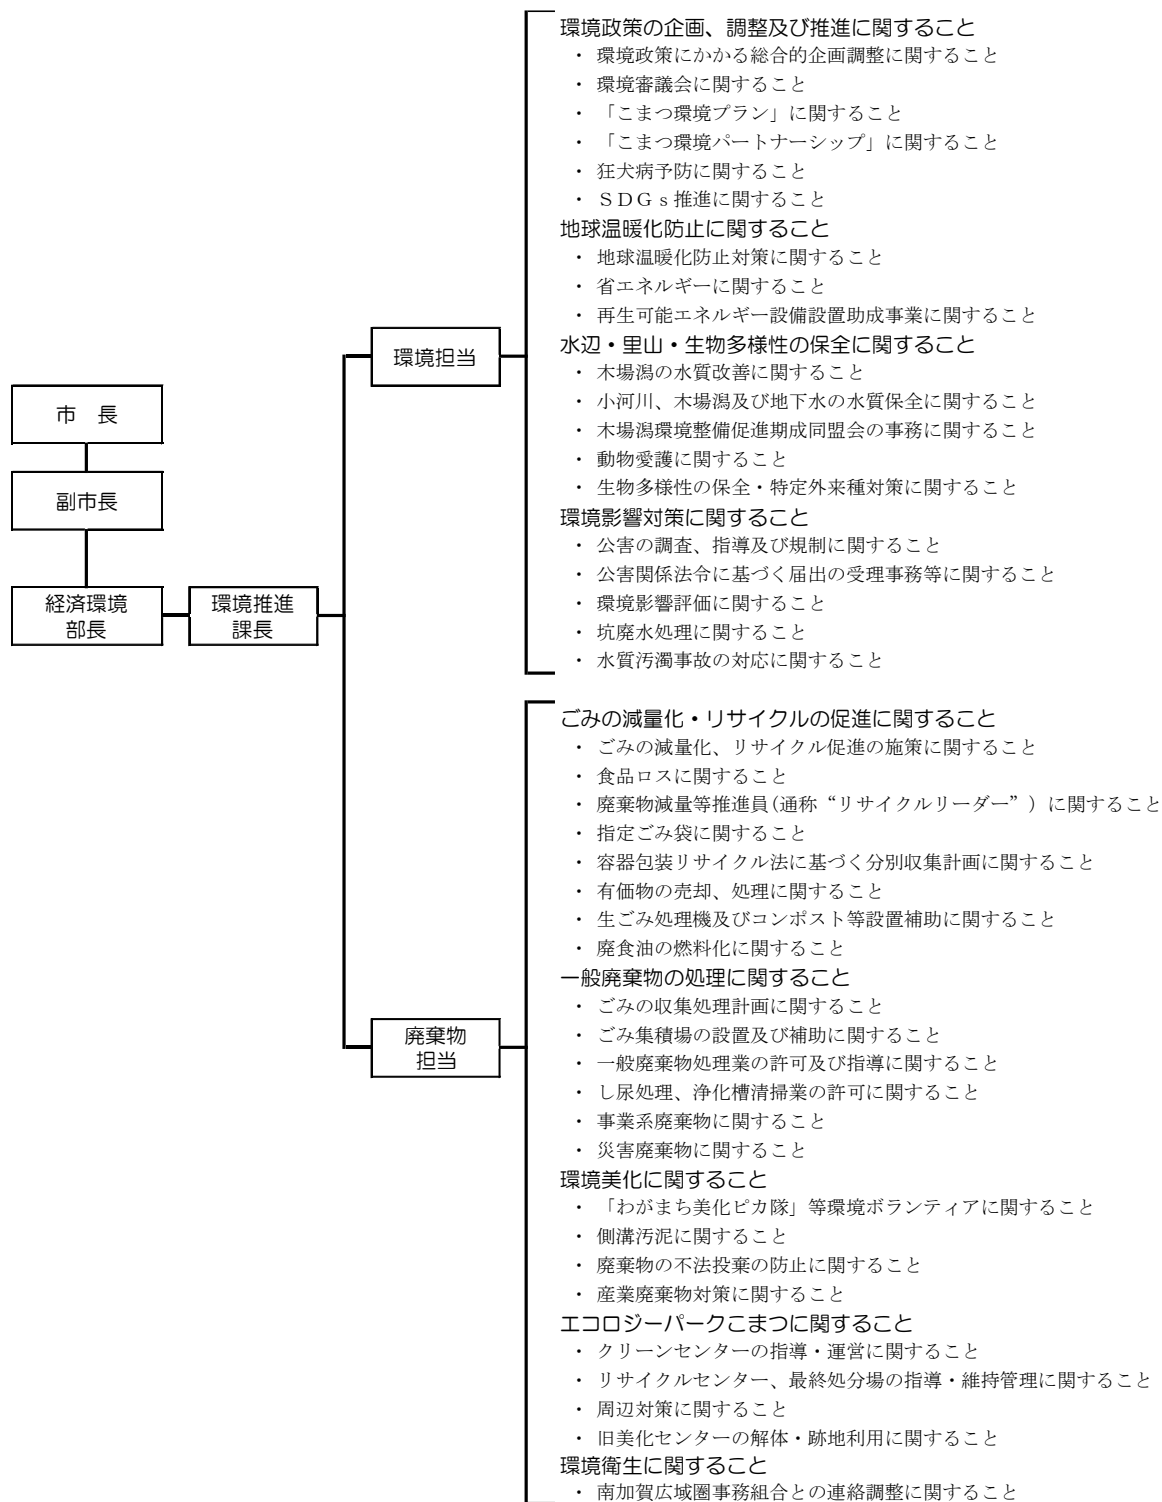 市　長
副市長
経済環境
部長
環境推進
課長
環境担当
環境政策の企画、調整及び推進に関すること
・ 環境政策にかかる総合的企画調整に関すること
・ 環境審議会に関すること
・ 「こまつ環境プラン」に関すること
・ 「こまつ環境パートナーシップ」に関すること
・ 狂犬病予防に関すること
・ ＳＤＧｓ推進に関すること
地球温暖化防止に関すること
・ 地球温暖化防止対策に関すること
・ 省エネルギーに関すること
・ 再生可能エネルギー設備設置助成事業に関すること
水辺・里山・生物多様性の保全に関すること
・ 木場潟の水質改善に関すること
・ 小河川、木場潟及び地下水の水質保全に関すること
・ 木場潟環境整備促進期成同盟会の事務に関すること
・ 動物愛護に関すること
・ 生物多様性の保全・特定外来種対策に関すること
環境影響対策に関すること
・ 公害の調査、指導及び規制に関すること
・ 公害関係法令に基づく届出の受理事務等に関すること
・ 環境影響評価に関すること
・ 坑廃水処理に関すること
・ 水質汚濁事故の対応に関すること
廃棄物
担当
ごみの減量化・リサイクルの促進に関すること
・ ごみの減量化、リサイクル促進の施策に関すること
・ 食品ロスに関すること
・ 廃棄物減量等推進員(通称“リサイクルリーダー”）に関すること
・ 指定ごみ袋に関すること
・ 容器包装リサイクル法に基づく分別収集計画に関すること
・ 有価物の売却、処理に関すること
・ 生ごみ処理機及びコンポスト等設置補助に関すること
・ 廃食油の燃料化に関すること
一般廃棄物の処理に関すること
・ ごみの収集処理計画に関すること
・ ごみ集積場の設置及び補助に関すること
・ 一般廃棄物処理業の許可及び指導に関すること
・ し尿処理、浄化槽清掃業の許可に関すること
・ 事業系廃棄物に関すること
・ 災害廃棄物に関すること
環境美化に関すること
・ 「わがまち美化ピカ隊」等環境ボランティアに関すること
・ 側溝汚泥に関すること
・ 廃棄物の不法投棄の防止に関すること
・ 産業廃棄物対策に関すること
エコロジーパークこまつに関すること
・ クリーンセンターの指導・運営に関すること
・ リサイクルセンター、最終処分場の指導・維持管理に関すること
・ 周辺対策に関すること
・ 旧美化センターの解体・跡地利用に関すること
環境衛生に関すること
・ 南加賀広域圏事務組合との連絡調整に関すること